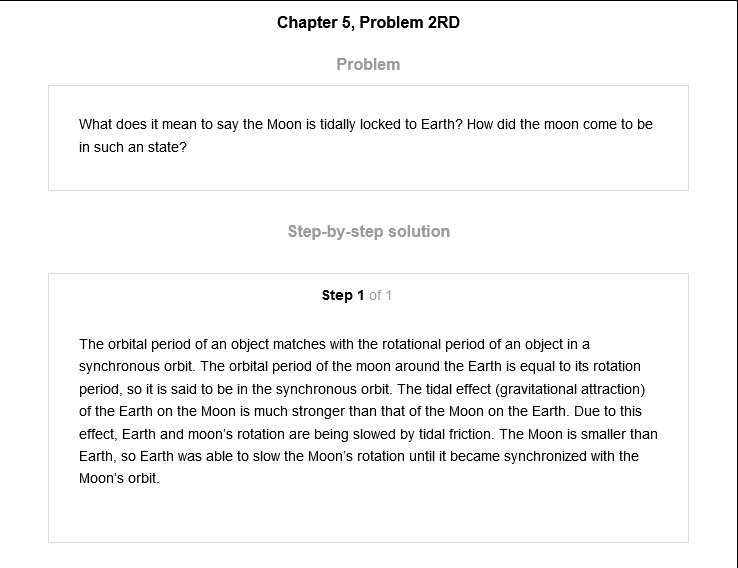 Chapter 5, Problem 2RD
Problem
What does it mean to say the Moon is tidally locked to Earth? How did the moon come to be
in such an state?
Step-by-step solution
Step 1 of 1
The orbital period of an object matches with the rotational period of an object in a
synchronous orbit. The orbital period of the moon around the Earth is equal to its rotation
period, so it is said to be in the synchronous orbit. The tidal effect (gravitational attraction)
of the Earth on the Moon is much stronger than that of the Moon on the Earth. Due to this
effect, Earth and moon’s rotation are being slowed by tidal friction. The Moon is smaller than
Earth, so Earth was able to slow the Moon’s rotation until it became synchronized with the
Moon’s orbit.